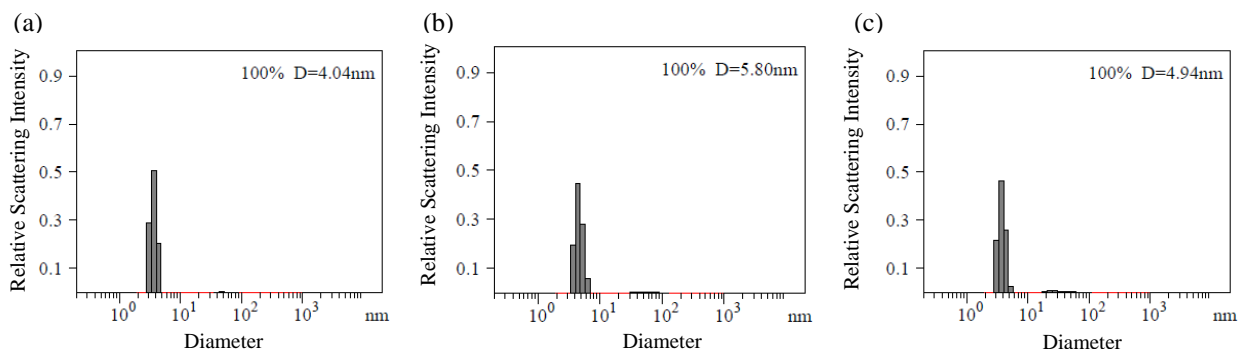 (a)
Relative Scattering Intensity
100% D=4.04nm
0.9
0.7
0.5
0.3
0.1
10⁰ 10¹ 10² 10³ nm
Diameter
(b)
Relative Scattering Intensity
100% D=5.80nm
0.9
0.7
0.5
0.3
0.1
10⁰ 10¹ 10² 10³ nm
Diameter
(c)
Relative Scattering Intensity
100% D=4.94nm
0.9
0.7
0.5
0.3
0.1
10⁰ 10¹ 10² 10³ nm
Diameter